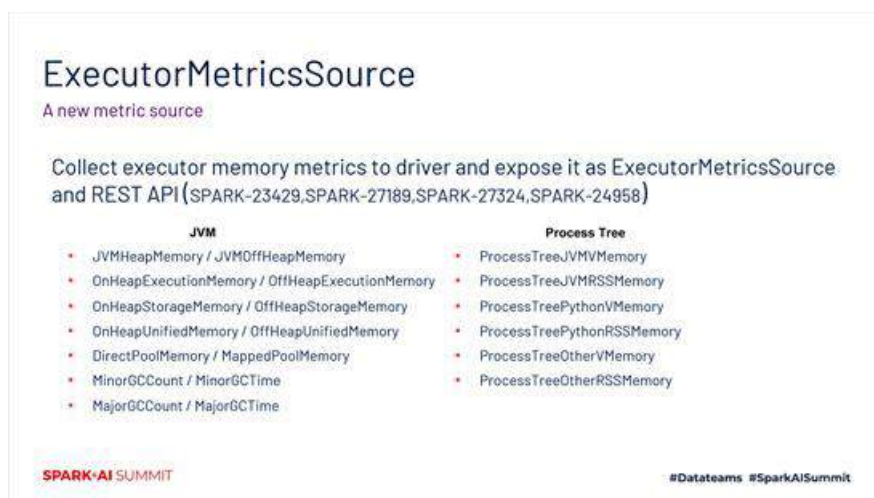 ExecutorMetricsSource
A new metric source
Collect executor memory metrics to driver and expose it as ExecutorMetricsSource
and REST API (SPARK-23429,SPARK-27189,SPARK-27324,SPARK-24958)
JVM
• JVMHeapMemory / JVMOffHeapMemory
• OnHeapExecutionMemory / OffHeapExecutionMemory
• OnHeapStorageMemory / OffHeapStorageMemory
• OnHeapUnifiedMemory / OffHeapUnifiedMemory
• DirectPoolMemory / MappedPoolMemory
• MinorGCCount / MinorGCTime
• MajorGCCount / MajorGCTime
Process Tree
• ProcessTreeJVMVMemory
• ProcessTreeJVMRSSMemory
• ProcessTreePythonVMemory
• ProcessTreePythonRSSMemory
• ProcessTreeOtherVMemory
• ProcessTreeOtherRSSMemory
SPARK+AI SUMMIT
#Datateams #SparkAISummit